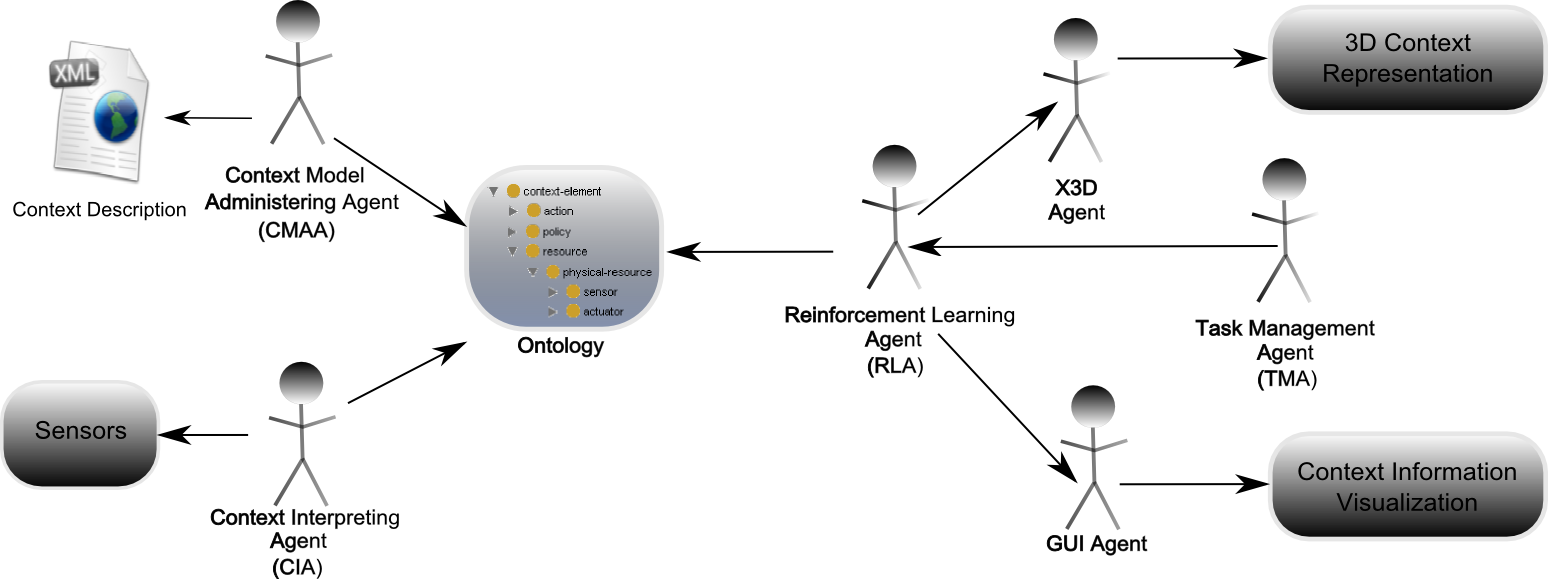 XML
Context Description
Context Model
Administering Agent
(CMAA)
context-element
action
policy
resource
physical-resource
sensor
actuator
Ontology
Sensors
Context Interpreting
Agent
(CIA)
Reinforcement Learning
Agent
(RLA)
X3D
Agent
3D Context
Representation
Task Management
Agent
(TMA)
GUI Agent
Context Information
Visualization